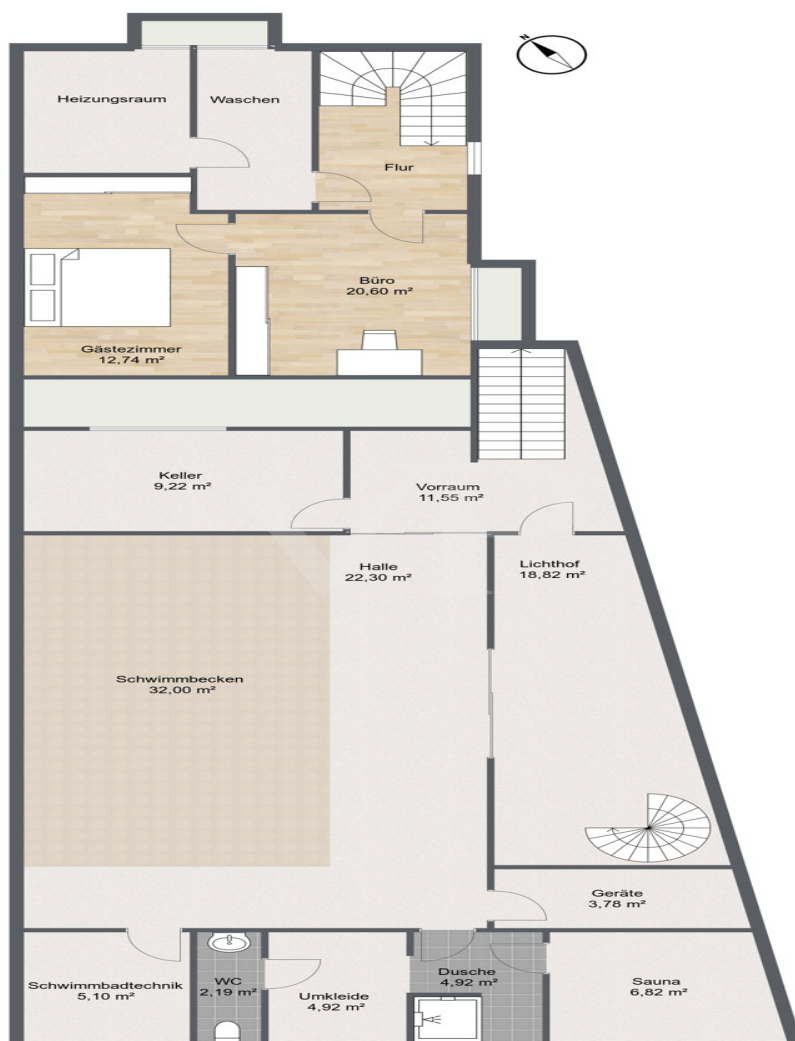 N
Heizungsraum
Waschen
Flur
Büro
20,60 m²
Gästezimmer
12,74 m²
Keller
9,22 m²
Vorraum
11,55 m²
Halle
22,30 m²
Lichthof
18,82 m²
Schwimmbecken
32,00 m²
Geräte
3,78 m²
Schwimmbadtechnik
5,10 m²
WC
2,19 m²
Umkleide
4,92 m²
Dusche
4,92 m²
Sauna
6,82 m²